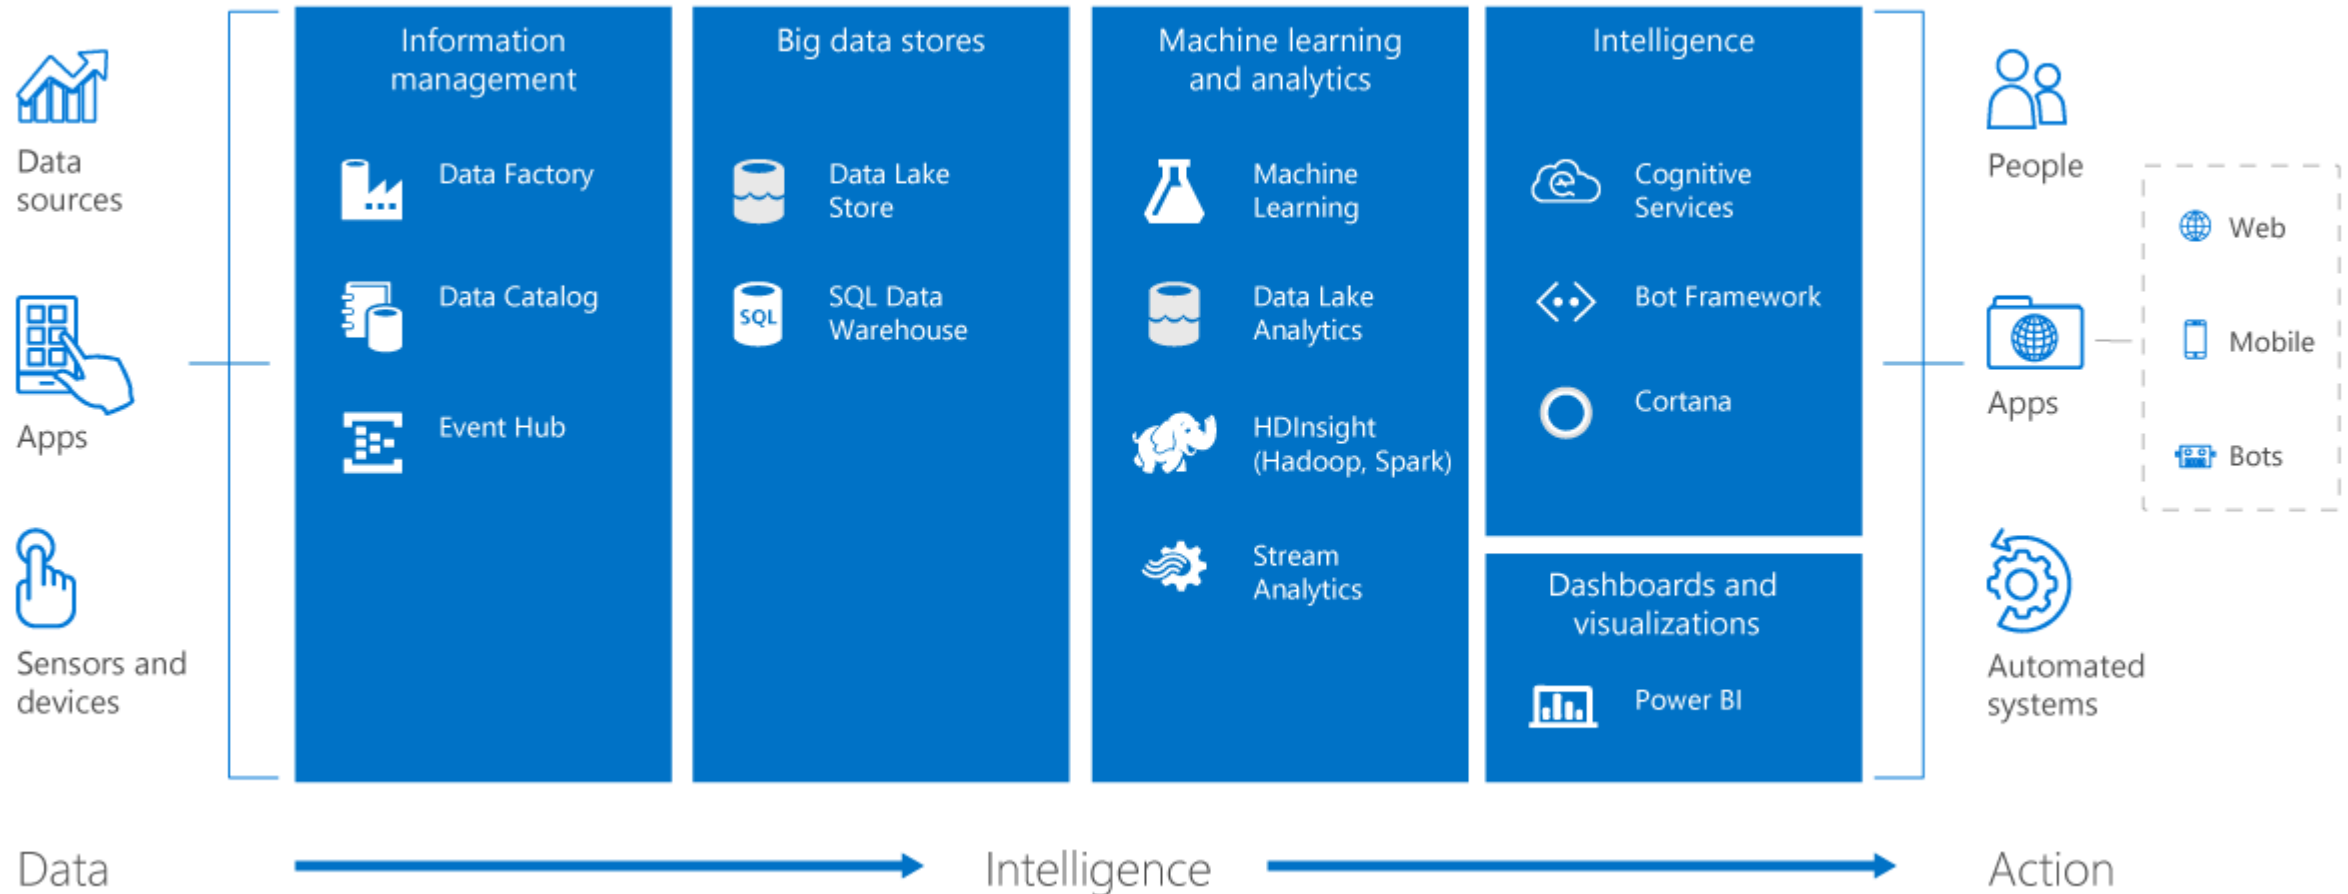 Data
sources
Apps
Sensors and
devices
Information
management
Data Factory
Data Catalog
Event Hub
Big data stores
Data Lake
Store
SQL
SQL Data
Warehouse
Machine learning
and analytics
Machine
Learning
Data Lake
Analytics
HDInsight
(Hadoop, Spark)
Stream
Analytics
Intelligence
Cognitive
Services
Bot Framework
Cortana
Dashboards and
visualizations
Power BI
People
Apps
Web
Mobile
Bots
Automated
systems
Data
Intelligence
Action